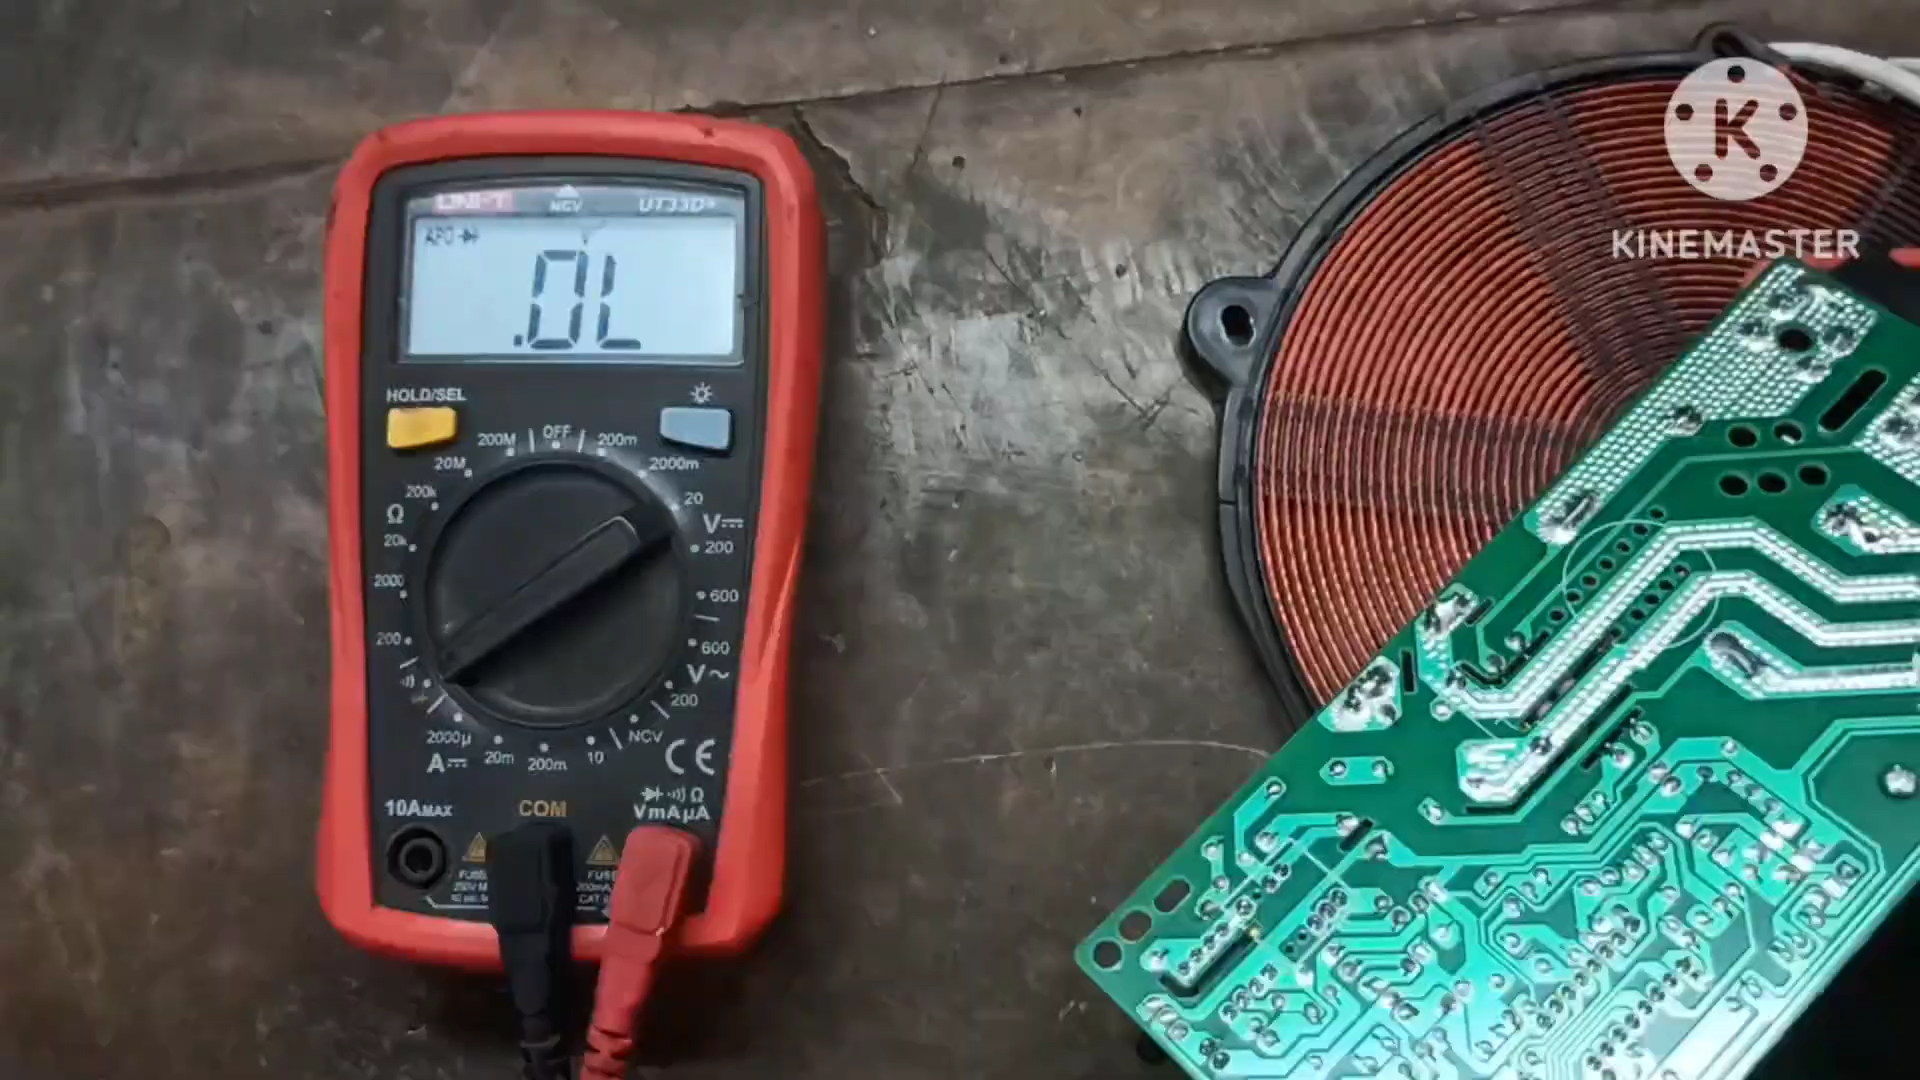 KINEMASTER
UNI-T
NCV
UT33D+
APO
.0L
HOLD/SEL
OFF
200M
200m
20M
2000m
200k
20
Ω
V
20k
200
2000
600
200
600
V~
200
2000µ
20m
200m
10
NCV
A
CE
10AMAX
COM
Ω
VmAµA